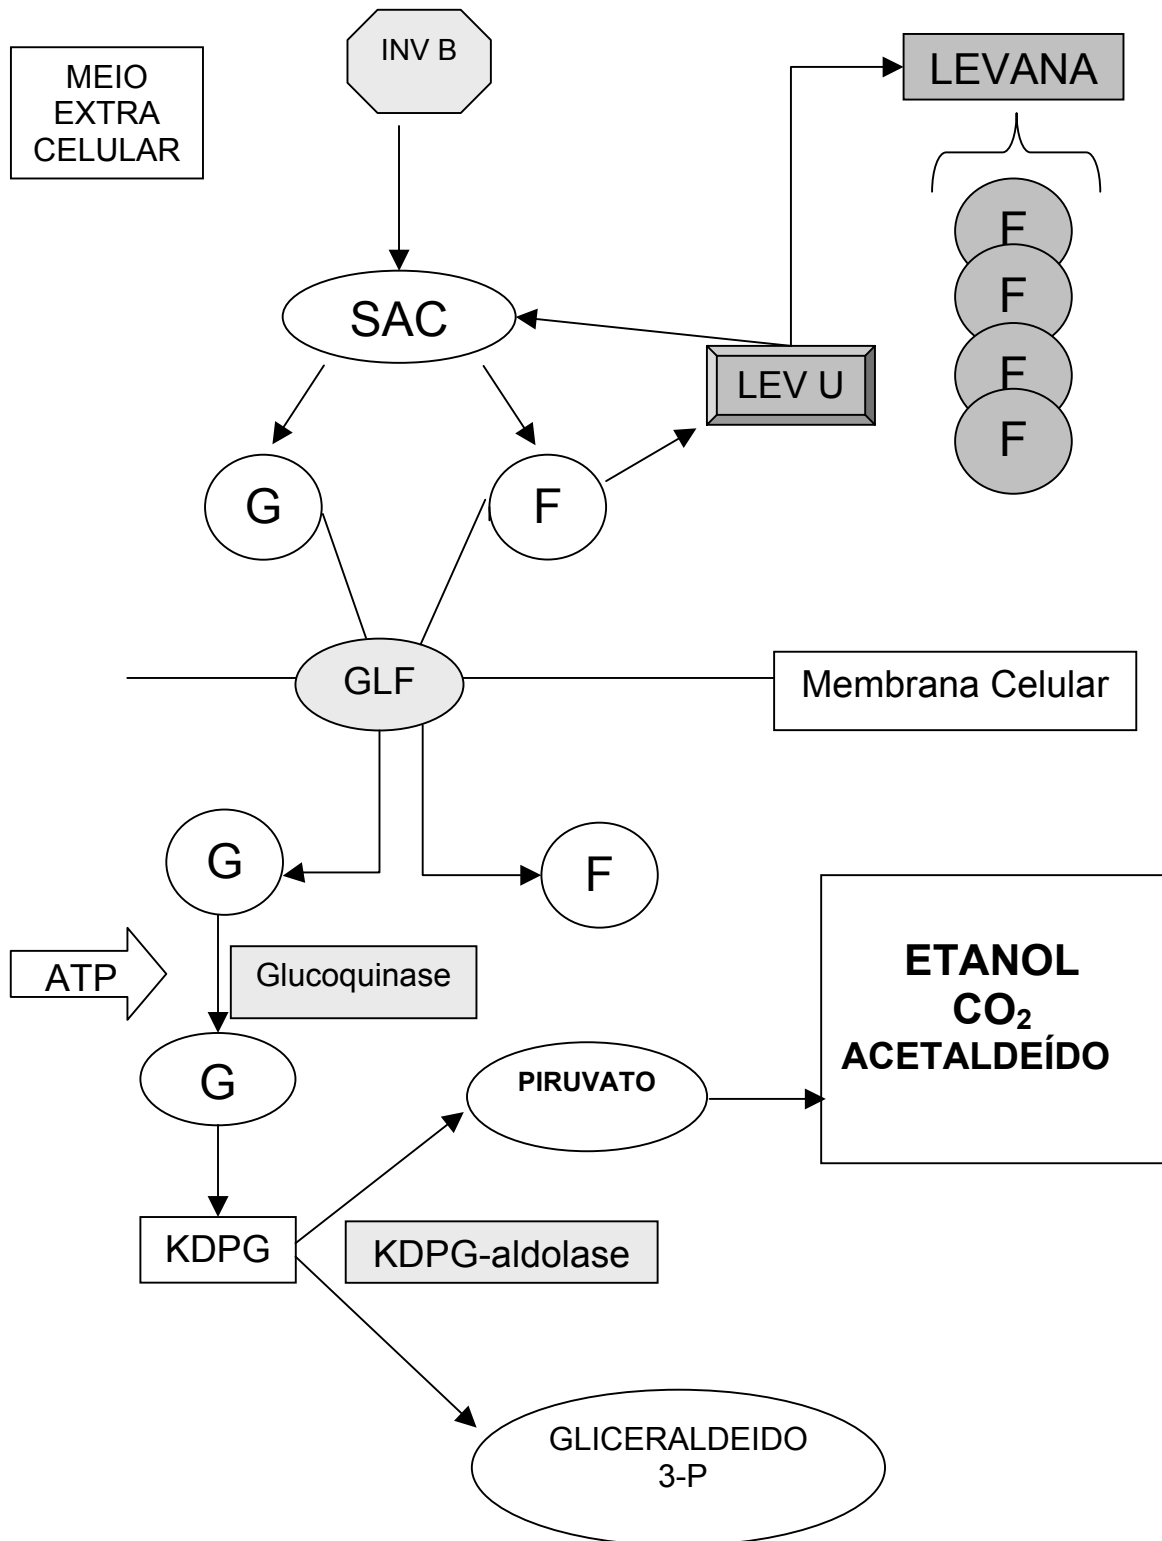 INV B
LEVANA
MEIO
EXTRA
CELULAR
F
F
SAC
F
LEV U
F
G
F
GLF
Membrana Celular
G
F
ETANOL
CO₂
ACETALDEÍDO
ATP
Glucoquinase
G
PIRUVATO
KDPG
KDPG-aldolase
GLICERALDEIDO
3-P